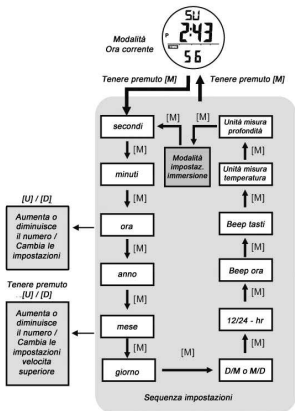 SU
P
2:43
56
Modalità
Ora corrente
Tenere premuto [M]
Tenere premuto [M]
secondi
[M]
minuti
[M]
ora
[M]
anno
[M]
mese
[M]
giorno
[M]
D/M o M/D
[M]
12/24 - hr
[M]
Beep ora
[M]
Beep tasti
[M]
Unità misura
temperatura
[M]
Unità misura
profondità
[M]
Modalità
impostaz.
immersione
[M]
[U] / [D]
Aumenta o
diminuisce
il numero /
Cambia le
impostazioni
Tenere premuto
..[U] / [D]
Aumenta o
diminuisce
il numero /
Cambia le
impostazioni
velocita
superiore
Sequenza impostazioni